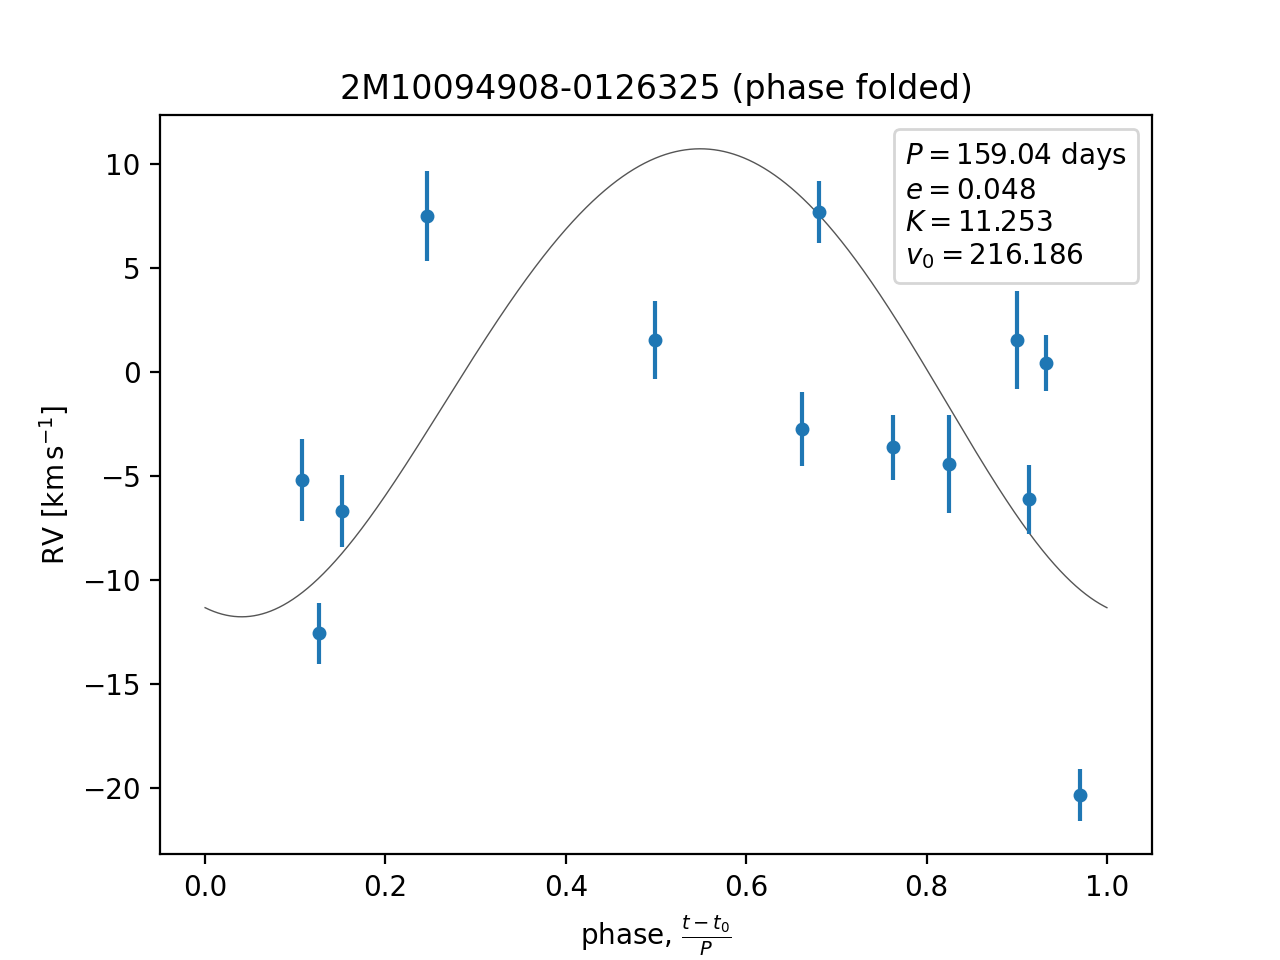 2M10094908-0126325 (phase folded)
P = 159.04 days
e = 0.048
K = 11.253
v₀ = 216.186
10
5
0
−5
−10
−15
−20
RV [km s⁻¹]
0.0 0.2 0.4 0.6 0.8 1.0
phase, (t − t₀)/P